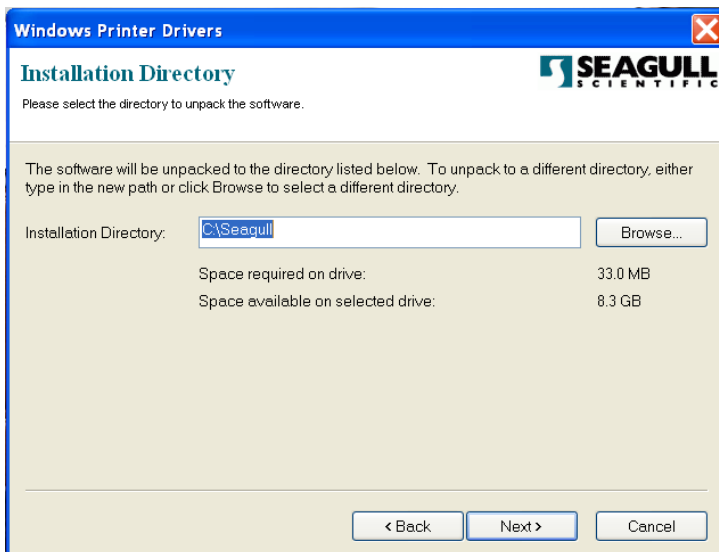 Windows Printer Drivers
Installation Directory
SEAGULL
SCIENTIFIC
Please select the directory to unpack the software.
The software will be unpacked to the directory listed below. To unpack to a different directory, either
type in the new path or click Browse to select a different directory.
Installation Directory: C:\Seagull Browse...
Space required on drive: 33.0 MB
Space available on selected drive: 8.3 GB
< Back Next > Cancel